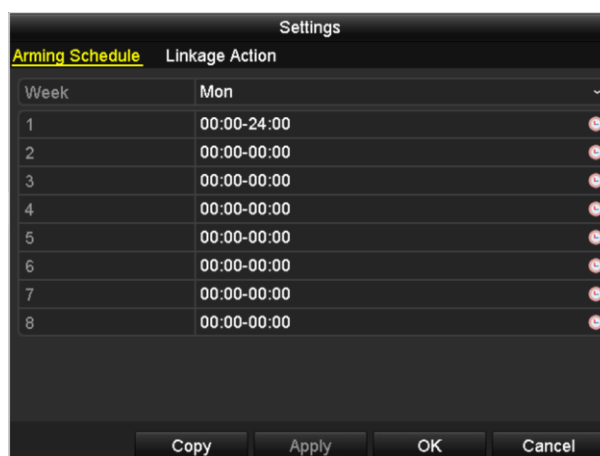 Settings
Arming Schedule Linkage Action
Week Mon
1 00:00-24:00
2 00:00-00:00
3 00:00-00:00
4 00:00-00:00
5 00:00-00:00
6 00:00-00:00
7 00:00-00:00
8 00:00-00:00
Copy Apply OK Cancel